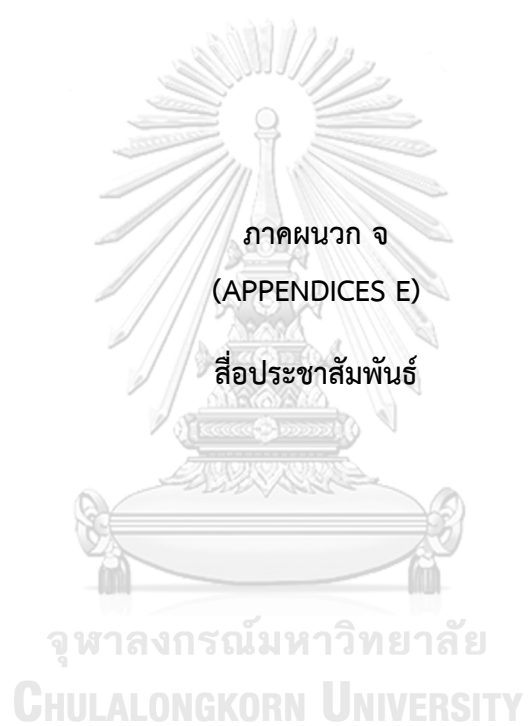 ภาคผนวก จ
(APPENDICES E)
สื่อประชาสัมพันธ์
จุฬาลงกรณ์มหาวิทยาลัย
CHULALONGKORN UNIVERSITY